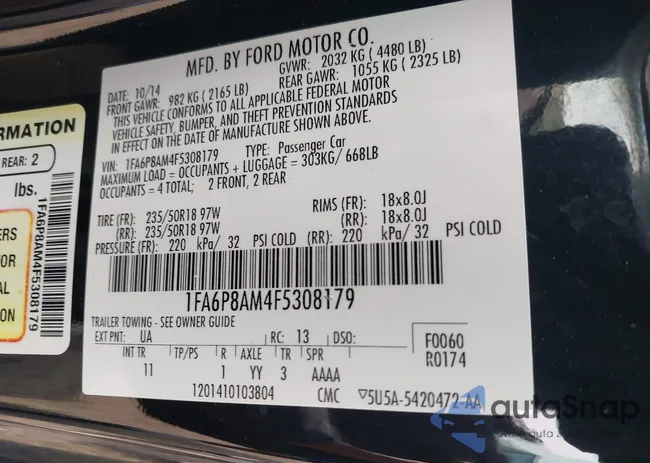 MFD. BY FORD MOTOR CO.
DATE: 10/14 GVWR: 2032 KG ( 4480 LB)
FRONT GAWR: 982 KG ( 2165 LB) REAR GAWR: 1055 KG ( 2325 LB)
THIS VEHICLE CONFORMS TO ALL APPLICABLE FEDERAL MOTOR
VEHICLE SAFETY, BUMPER, AND THEFT PREVENTION STANDARDS
IN EFFECT ON THE DATE OF MANUFACTURE SHOWN ABOVE.
VIN: 1FA6P8AM4F5308179 TYPE: Passenger Car
MAXIMUM LOAD = OCCUPANTS + LUGGAGE = 303KG/ 668LB
OCCUPANTS = 4 TOTAL; 2 FRONT, 2 REAR
TIRE (FR): 235/50R18 97W RIMS (FR): 18x8.0J
(RR): 235/50R18 97W (RR): 18x8.0J
PRESSURE (FR): 220 kPa/ 32 PSI COLD (RR): 220 kPa/ 32 PSI COLD
1FA6P8AM4F5308179
TRAILER TOWING - SEE OWNER GUIDE
EXT PNT: UA RC: 13 DSO:
F0060
R0174
INT TR TP/PS R AXLE TR SPR
11 1 YY 3 AAAA
1201410103804 CMC ▽5U5A-5420472-AA
ORMATION
REAR: 2
lbs.
1FA6P8AM4F5308179
ERS
OR
AL
ION
autoSnap